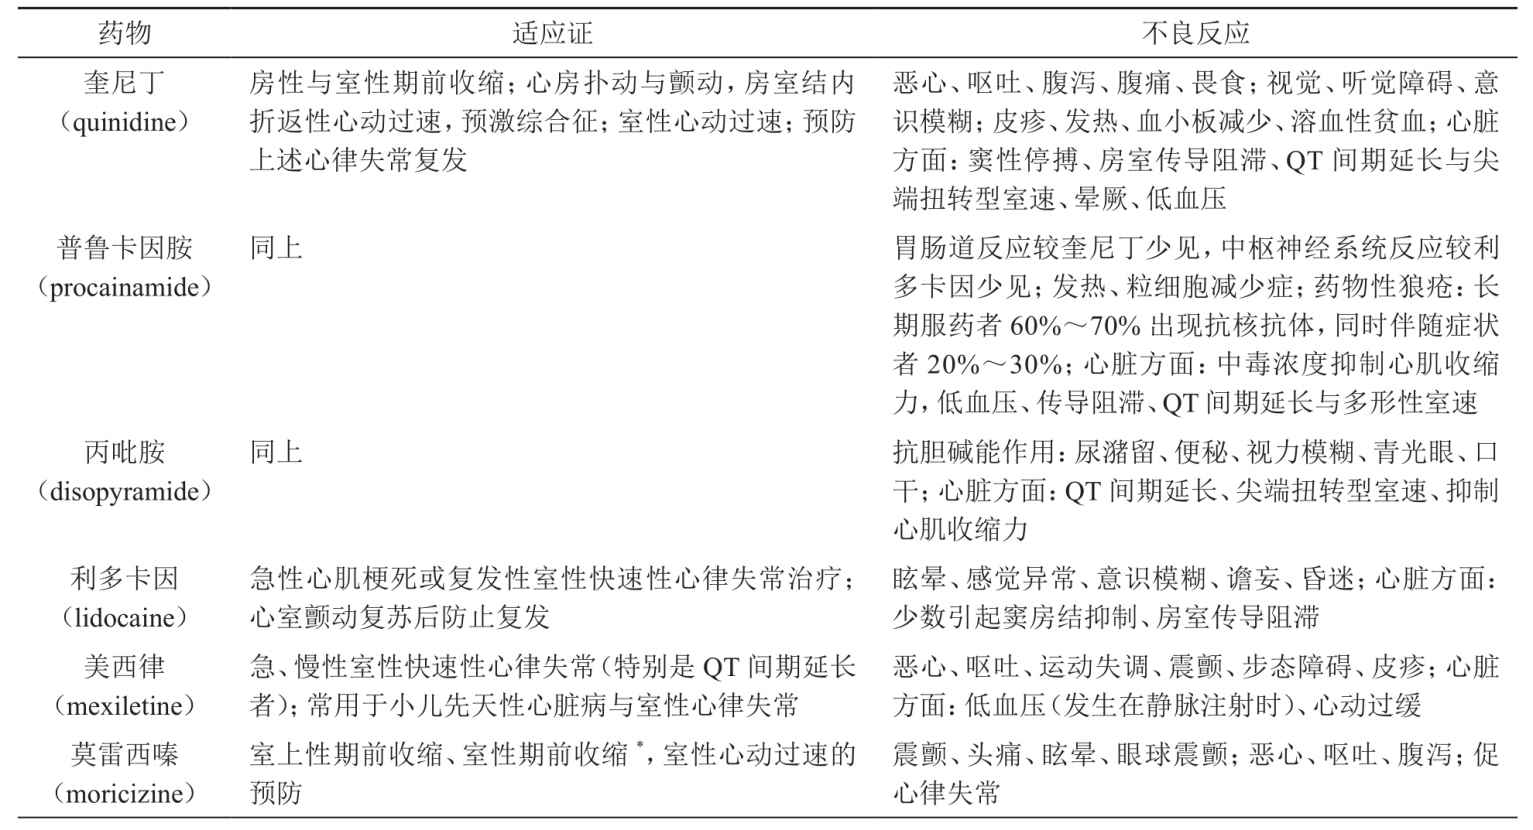 药物 适应证 不良反应
奎尼丁
（quinidine）
房性与室性期前收缩；心房扑动与颤动，房室结内
折返性心动过速，预激综合征；室性心动过速；预防
上述心律失常复发
恶心、呕吐、腹泻、腹痛、畏食；视觉、听觉障碍、意
识模糊；皮疹、发热、血小板减少、溶血性贫血；心脏
方面：窦性停搏、房室传导阻滞、QT 间期延长与尖
端扭转型室速、晕厥、低血压
普鲁卡因胺
（procainamide）
同上
胃肠道反应较奎尼丁少见，中枢神经系统反应较利
多卡因少见；发热、粒细胞减少症；药物性狼疮：长
期服药者 60%～70% 出现抗核抗体，同时伴随症状
者 20%～30%；心脏方面：中毒浓度抑制心肌收缩
力，低血压、传导阻滞、QT 间期延长与多形性室速
丙吡胺
（disopyramide）
同上
抗胆碱能作用：尿潴留、便秘、视力模糊、青光眼、口
干；心脏方面：QT 间期延长、尖端扭转型室速、抑制
心肌收缩力
利多卡因
（lidocaine）
急性心肌梗死或复发性室性快速性心律失常治疗；
心室颤动复苏后防止复发
眩晕、感觉异常、意识模糊、谵妄、昏迷；心脏方面：
少数引起窦房结抑制、房室传导阻滞
美西律
（mexiletine）
急、慢性室性快速性心律失常（特别是 QT 间期延长
者）；常用于小儿先天性心脏病与室性心律失常
恶心、呕吐、运动失调、震颤、步态障碍、皮疹；心脏
方面：低血压（发生在静脉注射时）、心动过缓
莫雷西嗪
（moricizine）
室上性期前收缩、室性期前收缩*，室性心动过速的
预防
震颤、头痛、眩晕、眼球震颤；恶心、呕吐、腹泻；促
心律失常